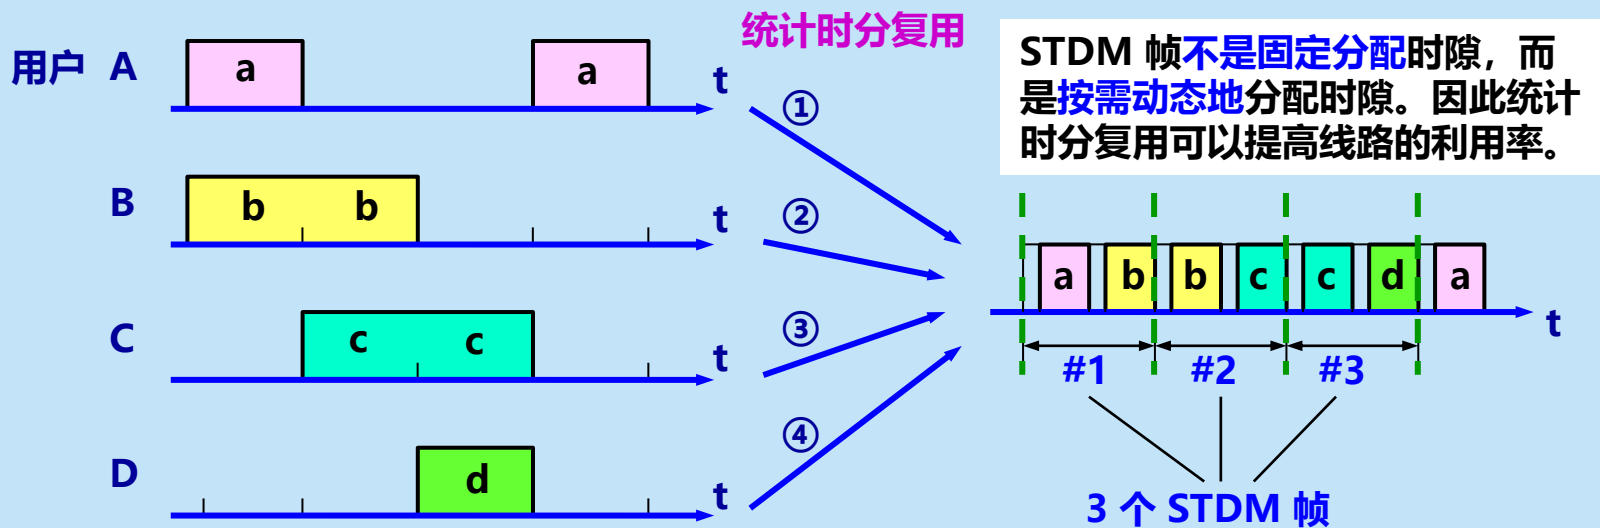 统计时分复用
用户 A
a
a
t
①
B
b b
t
②
C
c c
t
③
D
d
t
④
STDM 帧不是固定分配时隙，而
是按需动态地分配时隙。因此统计
时分复用可以提高线路的利用率。
a b b c c d a
t
#1 #2 #3
3 个 STDM 帧